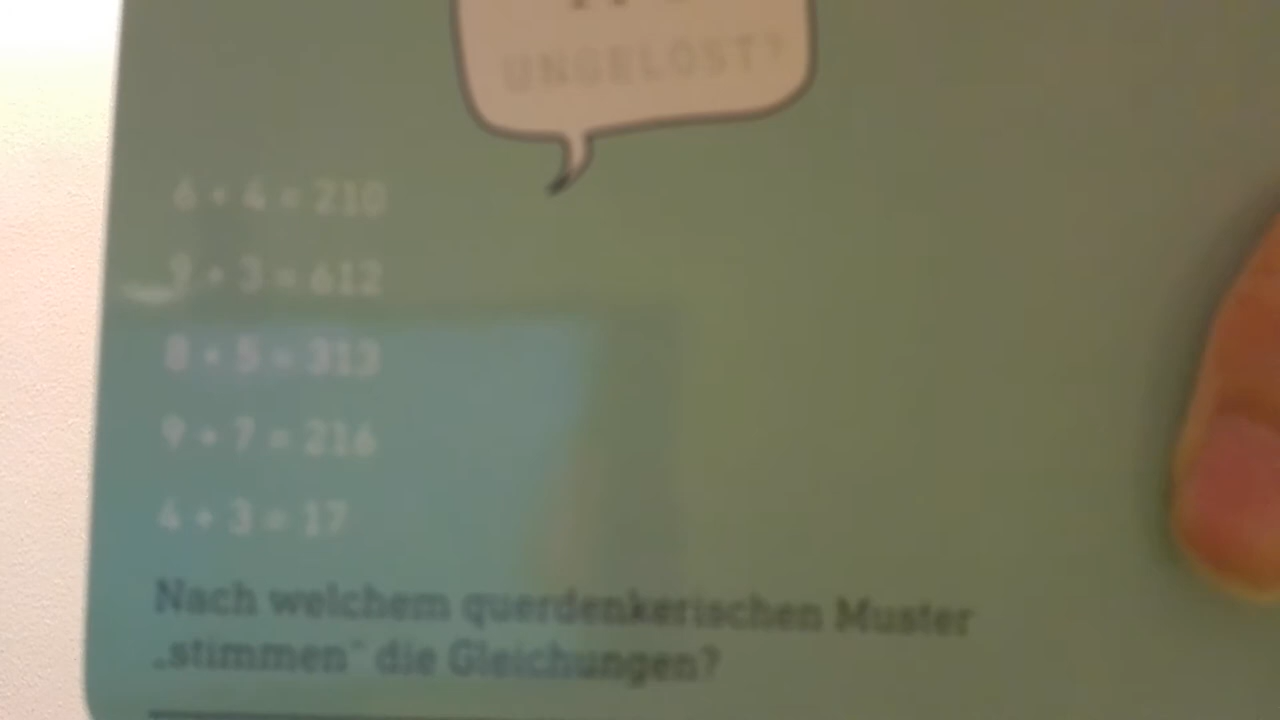 UNGELÖST?
6 + 4 = 210
9 + 3 = 612
8 + 5 = 313
9 + 7 = 216
4 + 3 = 17
Nach welchem querdenkerischen Muster
„stimmen“ die Gleichungen?